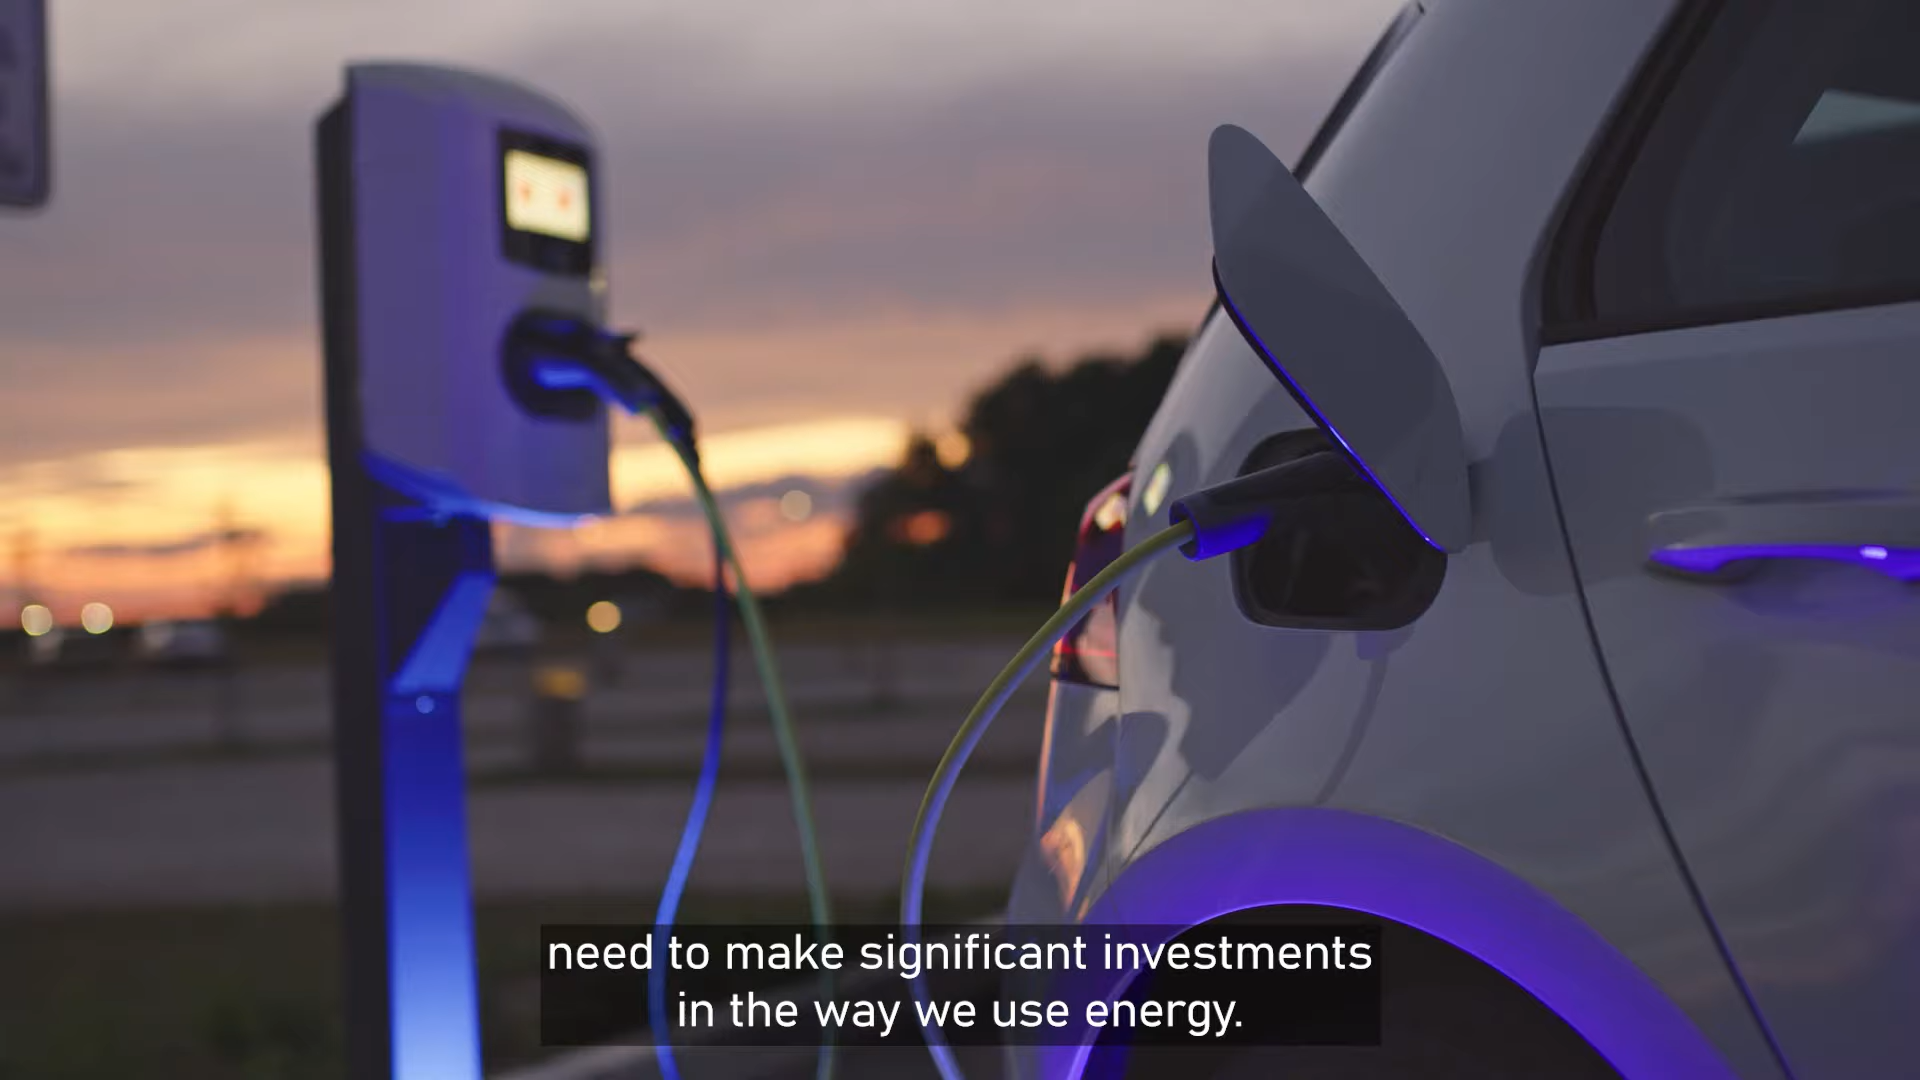 need to make significant investments
in the way we use energy.